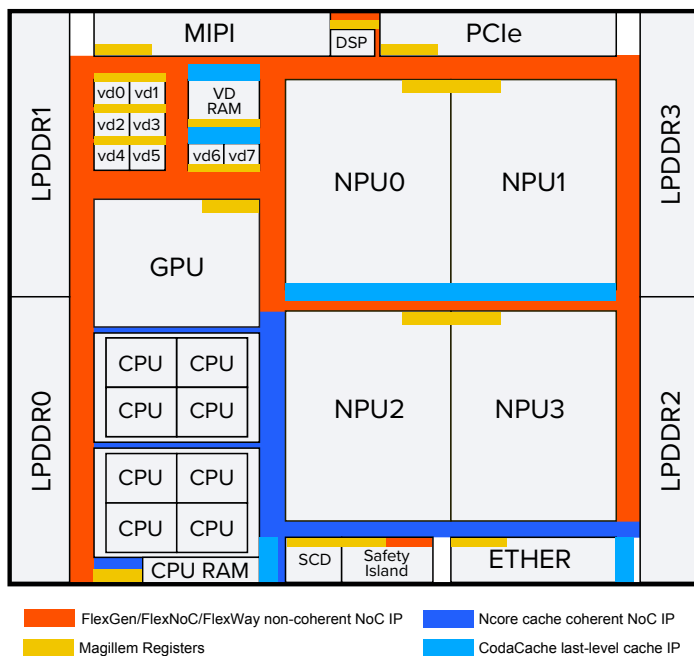 MIPI
DSP
PCIe
LPDDR1
vd0 vd1
vd2 vd3
vd4 vd5
VD
RAM
vd6 vd7
NPU0
NPU1
LPDDR3
GPU
CPU CPU
CPU CPU
CPU CPU
CPU CPU
CPU RAM
LPDDR0
NPU2
NPU3
LPDDR2
SCD
Safety
Island
ETHER
FlexGen/FlexNoC/FlexWay non-coherent NoC IP
Ncore cache coherent NoC IP
Magillem Registers
CodaCache last-level cache IP